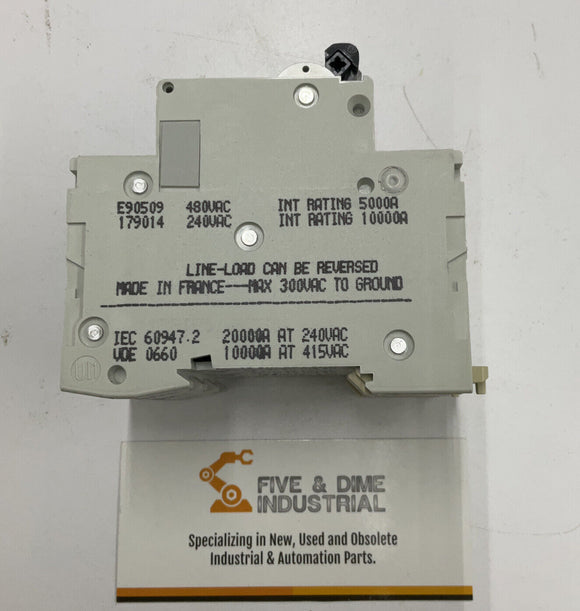 E90509 480VAC INT RATING 5000A
179014 240VAC INT RATING 10000A
LINE-LOAD CAN BE REVERSED
MADE IN FRANCE---MAX 300VAC TO GROUND
IEC 60947.2 20000A AT 240VAC
VDE 0660 10000A AT 415VAC
FIVE & DIME
INDUSTRIAL
Specializing in New, Used and Obsolete
Industrial & Automation Parts.